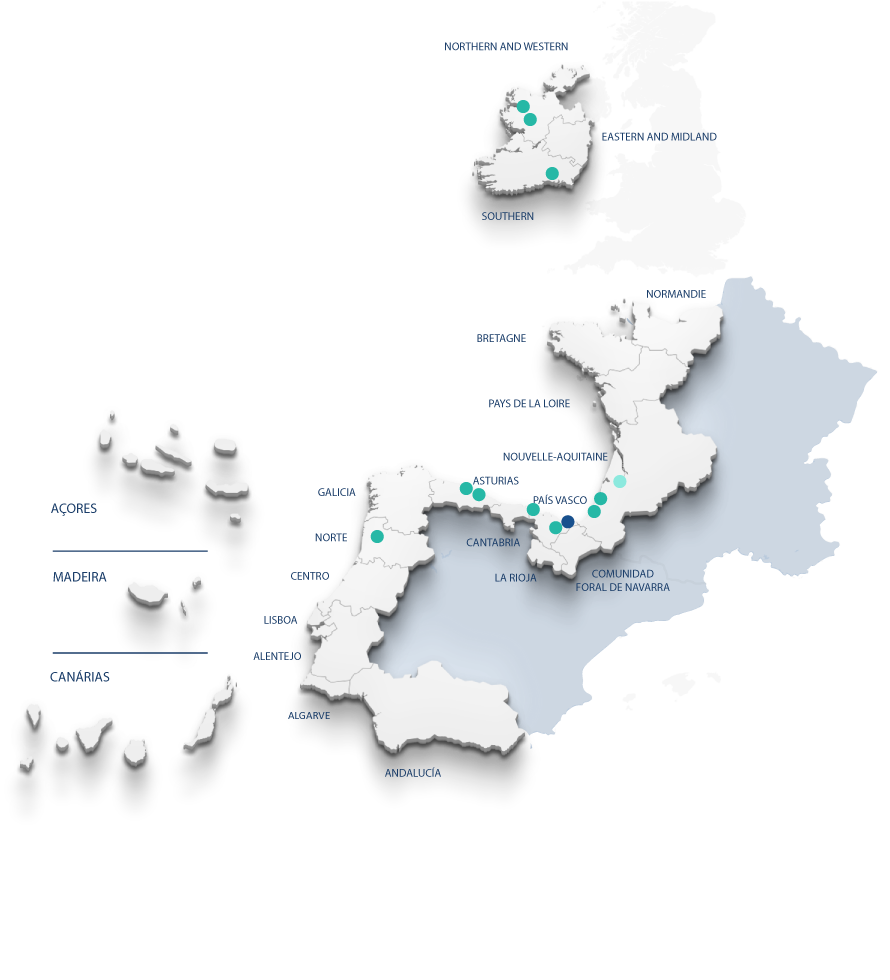 NORTHERN AND WESTERN
EASTERN AND MIDLAND
SOUTHERN
NORMANDIE
BRETAGNE
PAYS DE LA LOIRE
NOUVELLE-AQUITAINE
ASTURIAS
GALICIA
PAÍS VASCO
AÇORES
NORTE
CANTABRIA
CENTRO
LA RIOJA
COMUNIDAD
FORAL DE NAVARRA
MADEIRA
LISBOA
ALENTEJO
CANÁRIAS
ALGARVE
ANDALUCÍA